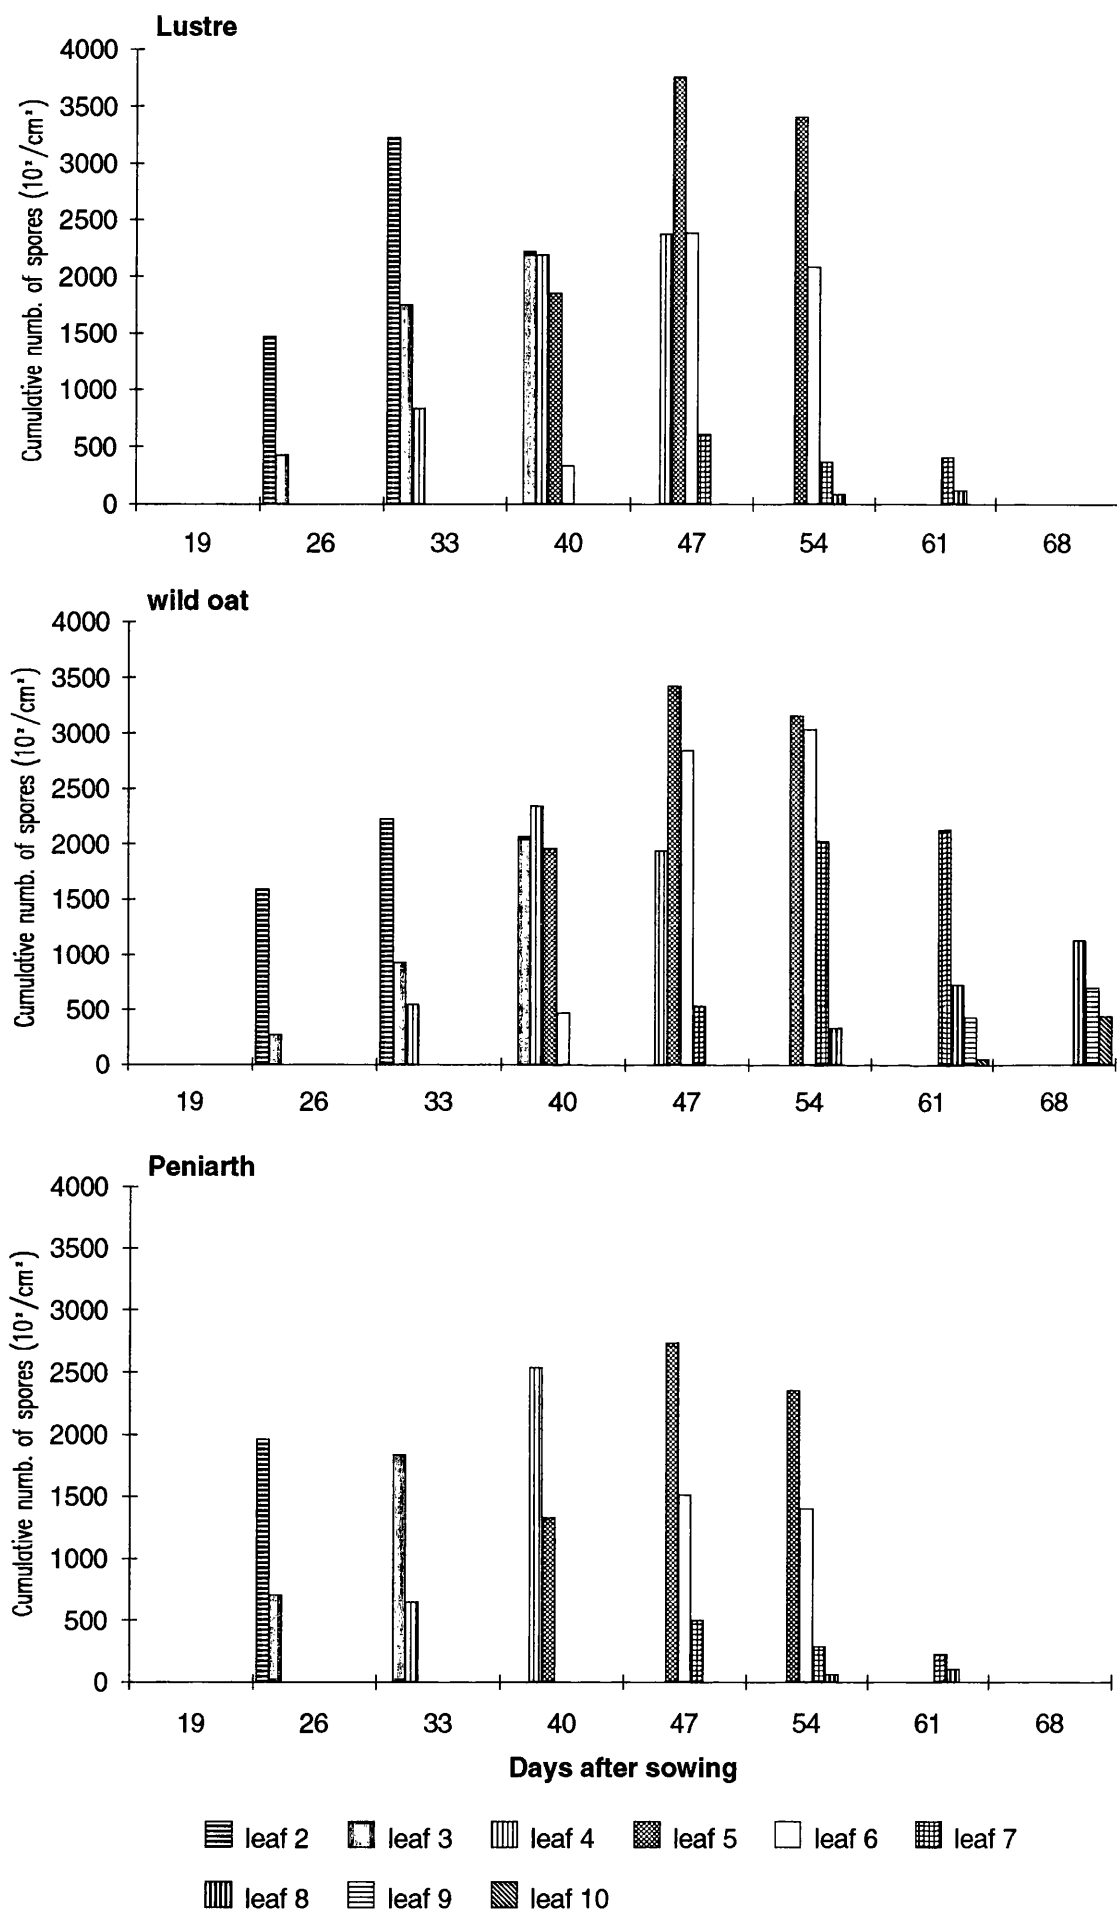 Lustre
Cumulative numb. of spores (10²/cm²)
4000
3500
3000
2500
2000
1500
1000
500
0
19 26 33 40 47 54 61 68
wild oat
Cumulative numb. of spores (10²/cm²)
4000
3500
3000
2500
2000
1500
1000
500
0
19 26 33 40 47 54 61 68
Peniarth
Cumulative numb. of spores (10²/cm²)
4000
3500
3000
2500
2000
1500
1000
500
0
19 26 33 40 47 54 61 68
Days after sowing
leaf 2 leaf 3 leaf 4 leaf 5 leaf 6 leaf 7
leaf 8 leaf 9 leaf 10